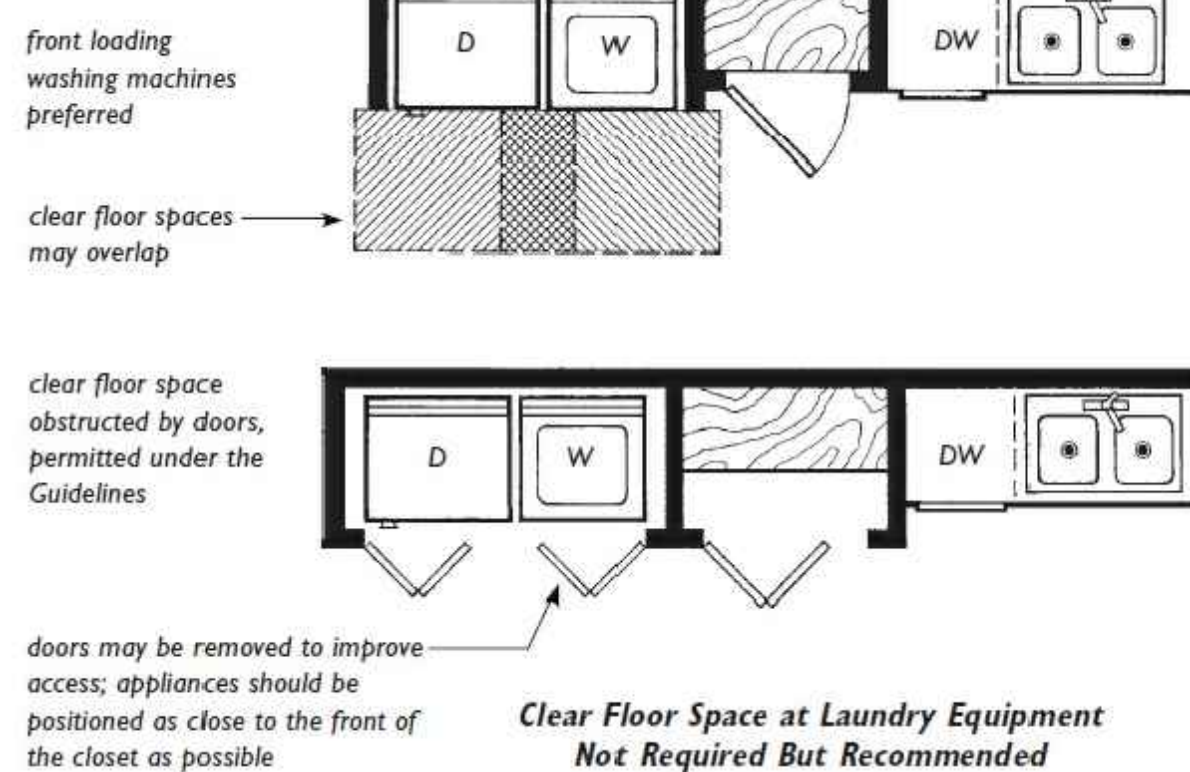 front loading
washing machines
preferred
D
W
DW
clear floor spaces
may overlap
clear floor space
obstructed by doors,
permitted under the
Guidelines
D
W
DW
doors may be removed to improve
access; appliances should be
positioned as close to the front of
the closet as possible
Clear Floor Space at Laundry Equipment
Not Required But Recommended